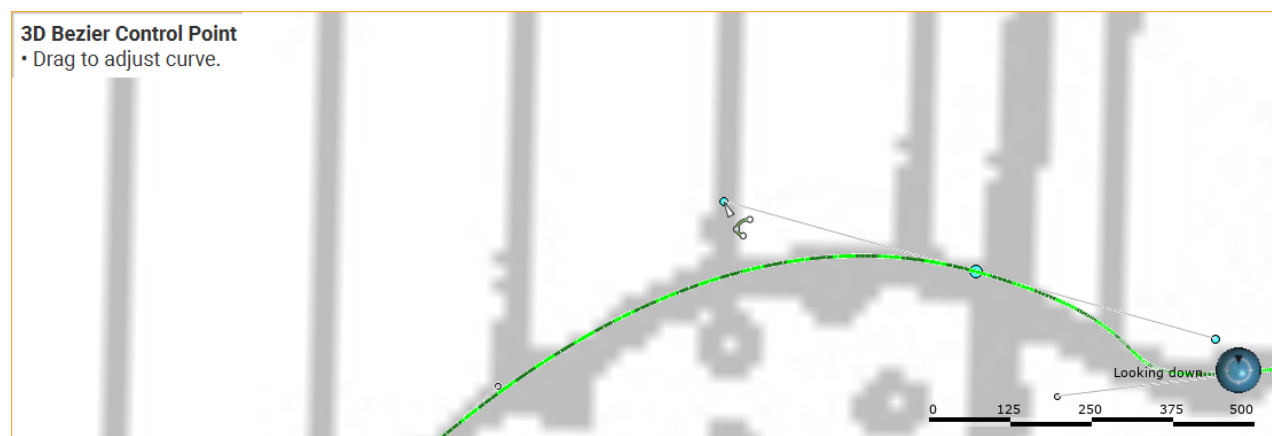 3D Bezier Control Point
• Drag to adjust curve.
Looking down
0 125 250 375 500